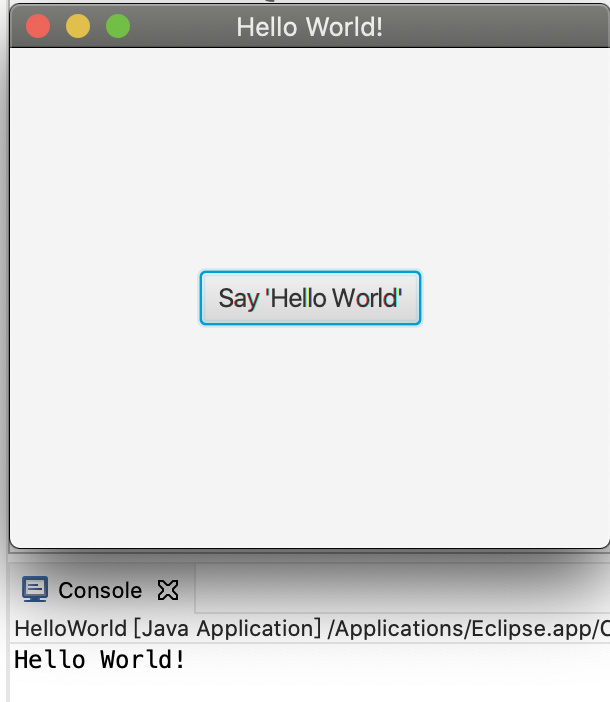 Hello World!
Say 'Hello World'
Console
HelloWorld [Java Application] /Applications/Eclipse.app/C
Hello World!